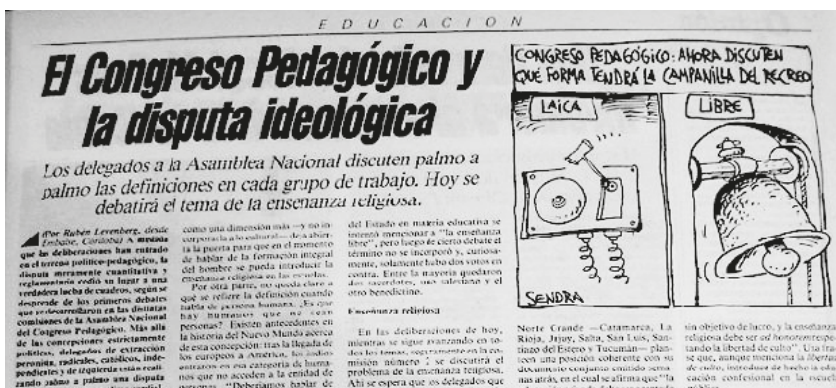 EDUCACION
El Congreso Pedagógico y
la disputa ideológica
Los delegados a la Asamblea Nacional discuten palmo a
palmo las definiciones en cada grupo de trabajo. Hoy se
debatirá el tema de la enseñanza religiosa.
(Por Rubén Levenberg, desde
Embalse, Córdoba) A medida
que las deliberaciones han entrado
en el terreno político-pedagógico, la
disputa meramente cuantitativa y
reglamentaria cedió su lugar a una
verdadera lucha de cuadros, según se
desprende de los primeros debates
que se desarrollaron en las distintas
comisiones de la Asamblea Nacional
del Congreso Pedagógico. Más allá
de las concepciones estrictamente
políticas, delegados de extracción
peronista, radicales, católicos, inde-
pendientes y de izquierda están reali-
zando palmo a palmo una disputa
como una dimensión más —y no in-
corporarla a lo cultural— deja abier-
ta la puerta para que en el momento
de hablar de la formación integral
del hombre se pueda introducir la
enseñanza religiosa en las escuelas.
Por otra parte, no queda claro a
qué se refiere la definición cuando
habla de persona humana. ¿Es que
hay humanos que no sean
personas? Existen antecedentes en
la historia del Nuevo Mundo acerca
de esta concepción: tras la llegada de
los europeos a América, los indios
entraron en esa categoría de huma-
nos que no acceden a la entidad de
personas. "Deberíamos hablar de
del Estado en materia educativa se
intentó mencionar a "la enseñanza
libre", pero luego de cierto debate el
término no se incorporó y, curiosa-
mente, solamente hubo dos votos en
contra. Entre la mayoría quedaron
dos sacerdotes, uno salesiano y el
otro benedictino.
Enseñanza religiosa
En las deliberaciones de hoy,
mientras se sigue avanzando en to-
dos los temas, seguramente en la co-
misión número 1 se discutirá el
problema de la enseñanza religiosa.
Ahí se espera que los delegados que
CONGRESO PEDAGÓGICO: AHORA DISCUTEN
QUÉ FORMA TENDRÁ LA CAMPANILLA DEL RECREO
LAICA
LIBRE
SENDRA
Norte Grande —Catamarca, La
Rioja, Jujuy, Salta, San Luis, San-
tiago del Estero y Tucumán— plan-
teen una posición coherente con su
documento conjunto emitido sema-
nas atrás, en el cual se afirma que "la
sin objetivo de lucro, y la enseñanza
religiosa debe ser
tando la libertad de culto". Una tra
se que, aunque menciona la libertad
de culto, introduce de hecho la edu
cación confesional en la escuela